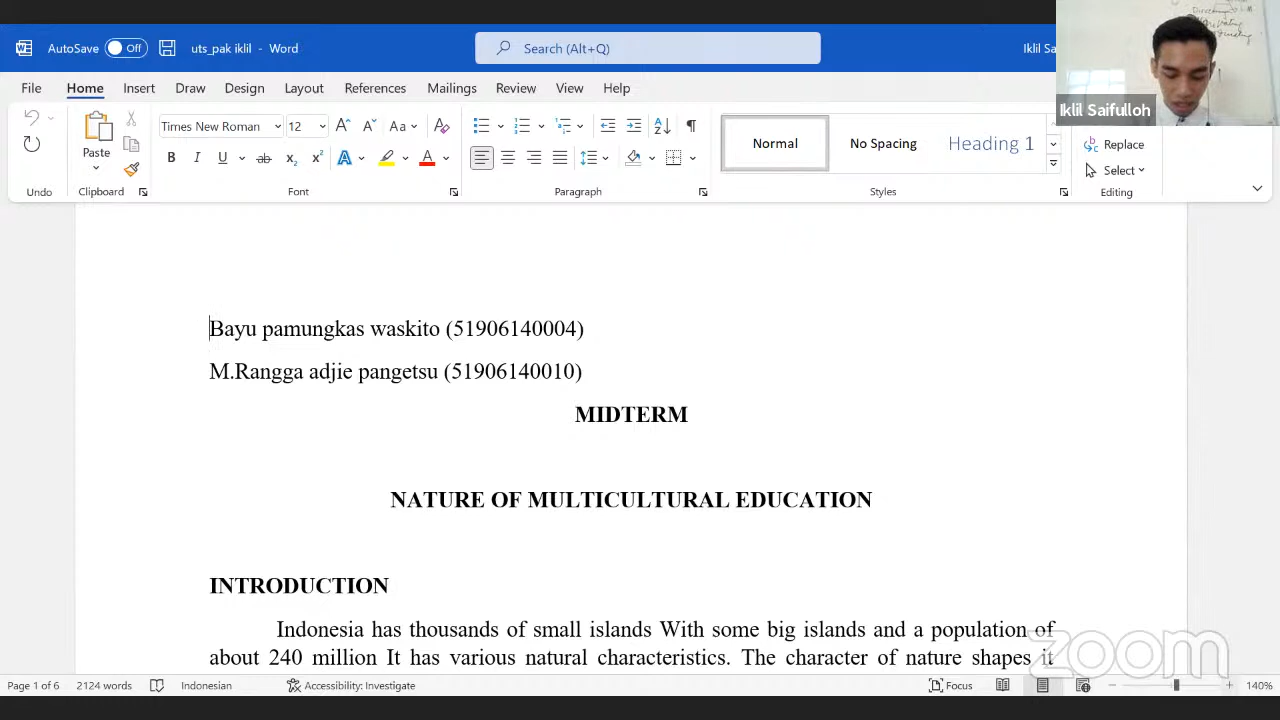 AutoSave Off uts_pak iklil - Word Search (Alt+Q) Iklil Sa
File Home Insert Draw Design Layout References Mailings Review View Help
Iklil Saifulloh
Times New Roman 12 Aa Normal No Spacing Heading 1 Replace
Paste Select
Undo Clipboard Font Paragraph Styles Editing
Bayu pamungkas waskito (51906140004)
M.Rangga adjie pangetsu (51906140010)
MIDTERM
NATURE OF MULTICULTURAL EDUCATION
INTRODUCTION
Indonesia has thousands of small islands With some big islands and a population of
about 240 million It has various natural characteristics. The character of nature shapes it
zoom
Page 1 of 6 2124 words Indonesian Accessibility: Investigate Focus 140%